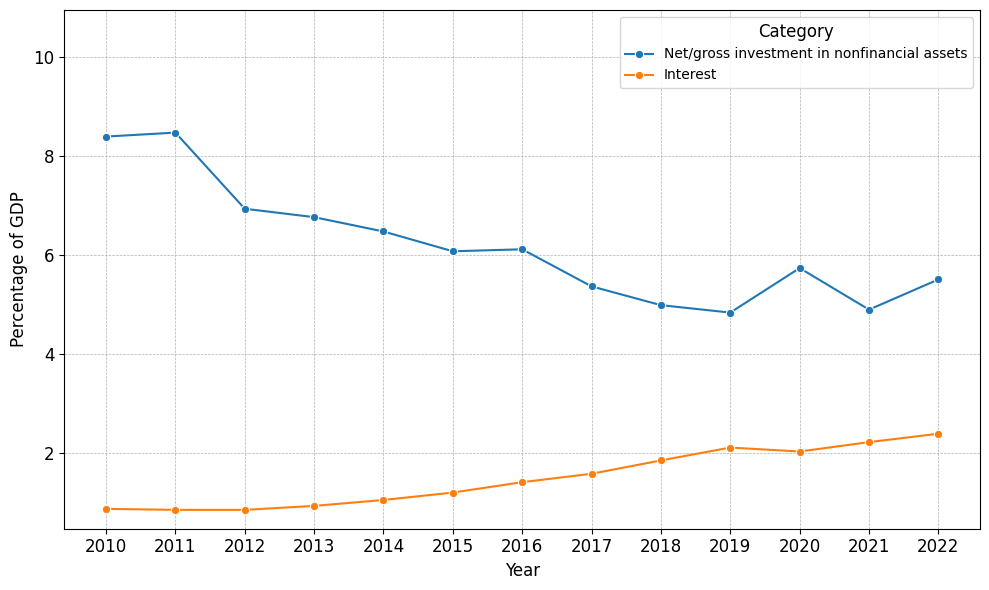 Category
Net/gross investment in nonfinancial assets
Interest
Percentage of GDP
10
8
6
4
2
2010 2011 2012 2013 2014 2015 2016 2017 2018 2019 2020 2021 2022
Year